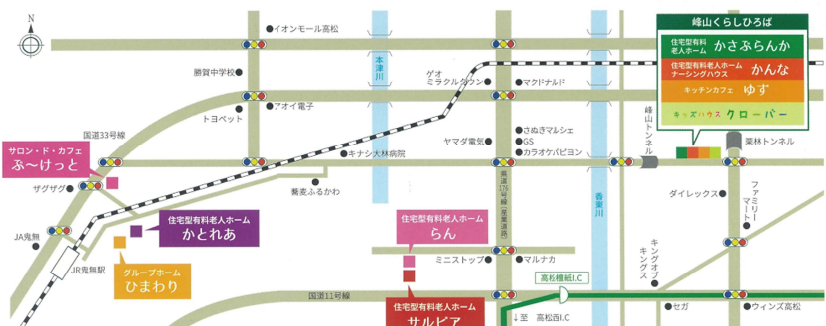 N
イオンモール高松
本津川
勝賀中学校
ゲオ
ミラクルタウン
マクドナルド
峰山くらしひろば
住宅型有料
老人ホーム かさぶらんか
住宅型有料老人ホーム
ナーシングハウス かんな
キッチンカフェ ゆず
キッズハウス クローバー
トヨペット
アオイ電子
国道33号線
サロン・ド・カフェ
ぶ～けっと
ザグザグ
キナシ大林病院
ヤマダ電気
さぬきマルシェ
GS
カラオケパピヨン
峰山トンネル
栗林トンネル
蕎麦ふるかわ
県道176号線(産業道路)
香東川
ダイレックス
ファミリーマート
JA鬼無
住宅型有料老人ホーム
かとれあ
住宅型有料老人ホーム
らん
JR鬼無駅
グループホーム
ひまわり
ミニストップ
マルナカ
キングオブキングス
高松檀紙I.C
国道11号線
住宅型有料老人ホーム
サルビア
↓至 高松西I.C
セガ
ウィンズ高松